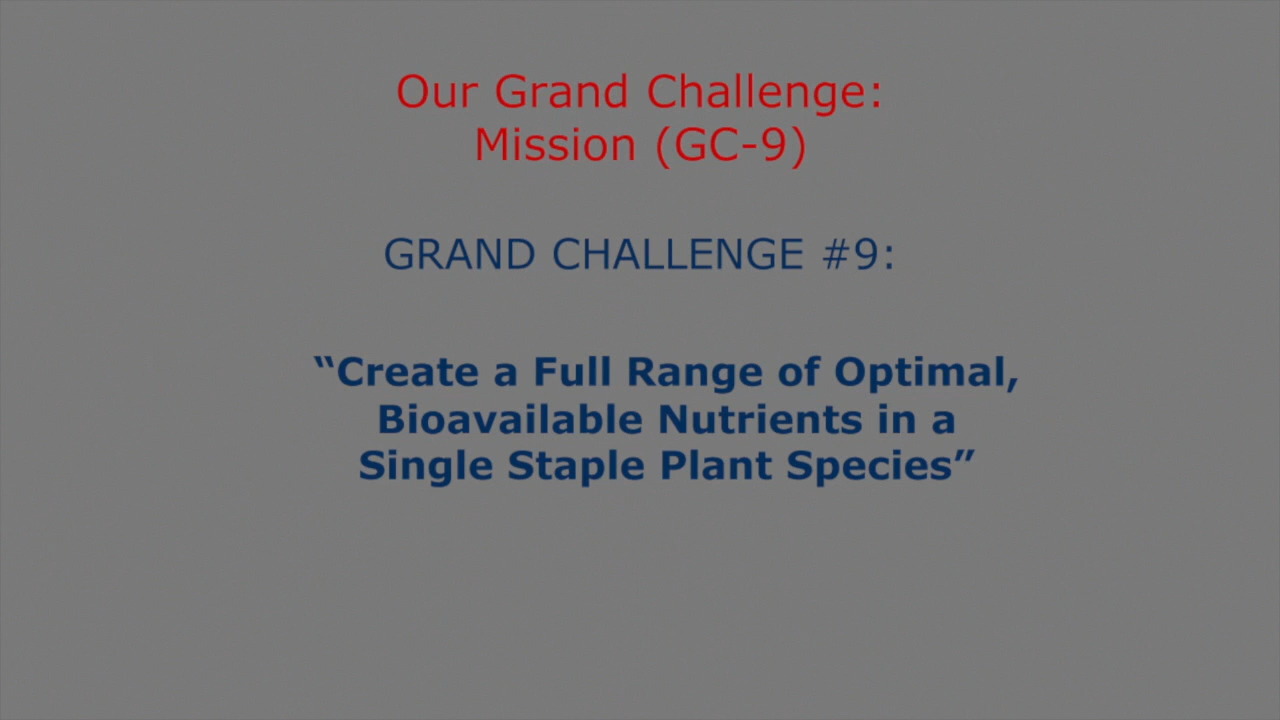 Our Grand Challenge:
Mission (GC-9)
GRAND CHALLENGE #9:
“Create a Full Range of Optimal,
Bioavailable Nutrients in a
Single Staple Plant Species”